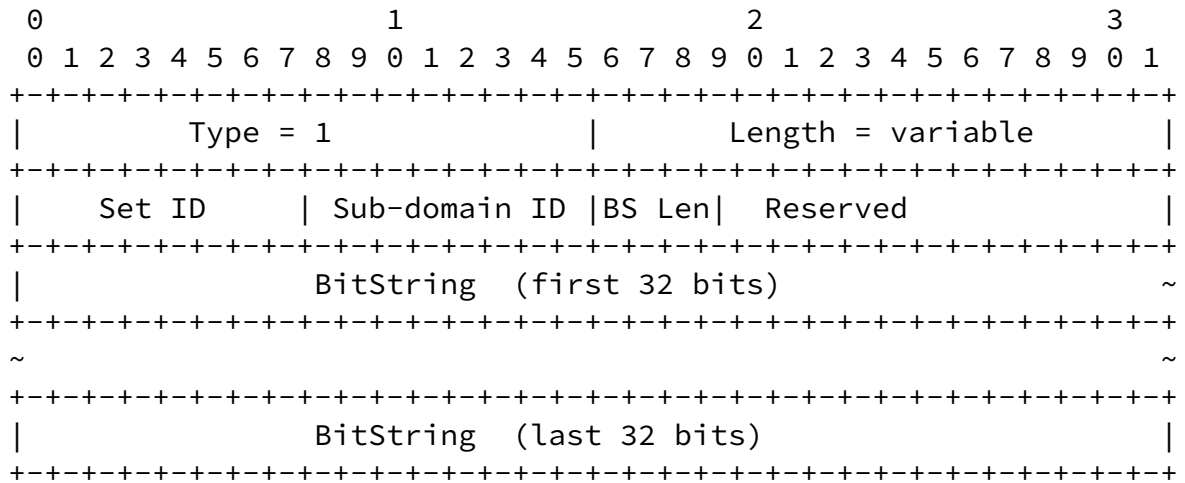 0                   1                   2                   3
 0 1 2 3 4 5 6 7 8 9 0 1 2 3 4 5 6 7 8 9 0 1 2 3 4 5 6 7 8 9 0 1
+-+-+-+-+-+-+-+-+-+-+-+-+-+-+-+-+-+-+-+-+-+-+-+-+-+-+-+-+-+-+-+-+
|         Type = 1              |       Length = variable       |
+-+-+-+-+-+-+-+-+-+-+-+-+-+-+-+-+-+-+-+-+-+-+-+-+-+-+-+-+-+-+-+-+
|    Set ID     | Sub-domain ID |BS Len|  Reserved              |
+-+-+-+-+-+-+-+-+-+-+-+-+-+-+-+-+-+-+-+-+-+-+-+-+-+-+-+-+-+-+-+-+
|                BitString  (first 32 bits)                     ~
+-+-+-+-+-+-+-+-+-+-+-+-+-+-+-+-+-+-+-+-+-+-+-+-+-+-+-+-+-+-+-+-+
~                                                               ~
+-+-+-+-+-+-+-+-+-+-+-+-+-+-+-+-+-+-+-+-+-+-+-+-+-+-+-+-+-+-+-+-+
|                BitString  (last 32 bits)                      |
+-+-+-+-+-+-+-+-+-+-+-+-+-+-+-+-+-+-+-+-+-+-+-+-+-+-+-+-+-+-+-+-+